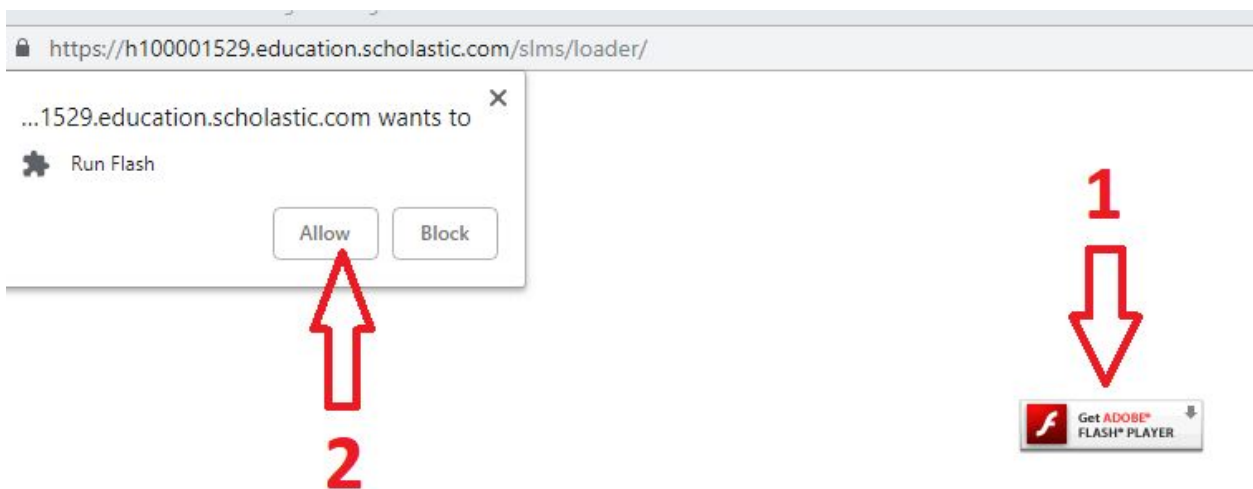 https://h100001529.education.scholastic.com/slms/loader/
...1529.education.scholastic.com wants to
Run Flash
Allow
Block
1
Get ADOBE®
FLASH® PLAYER
2